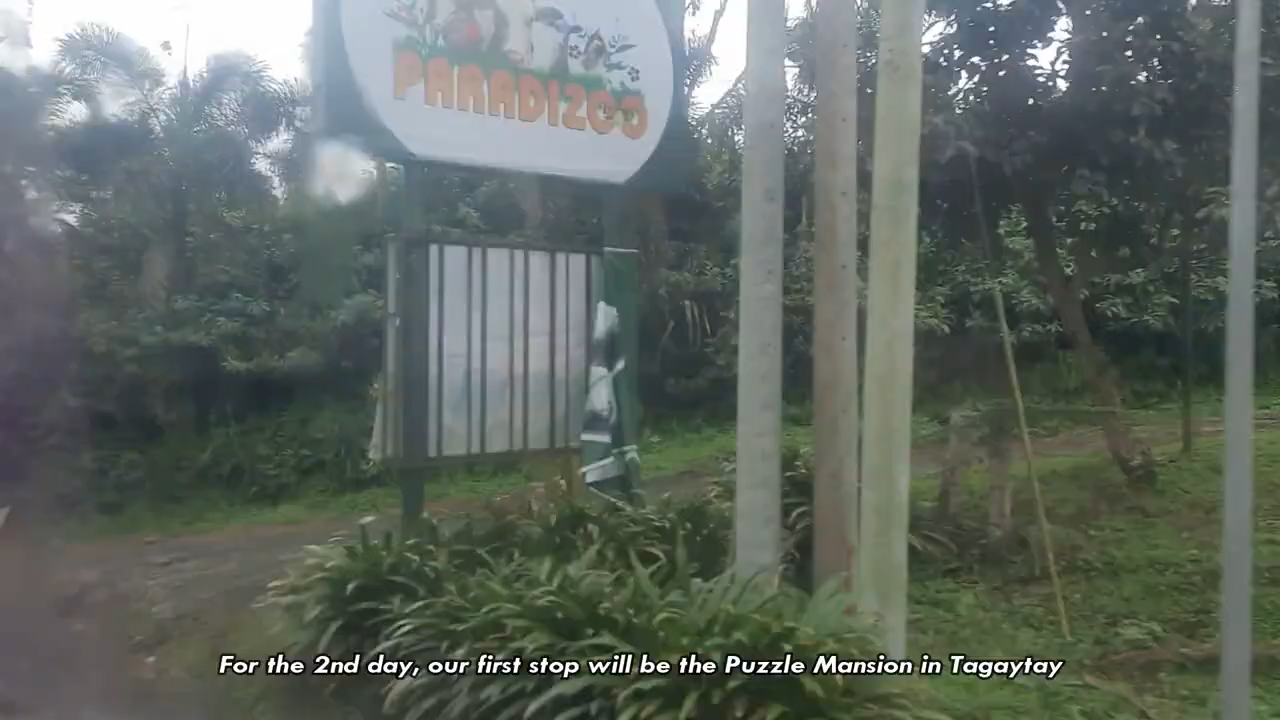 PARADIZOO
For the 2nd day, our first stop will be the Puzzle Mansion in Tagaytay